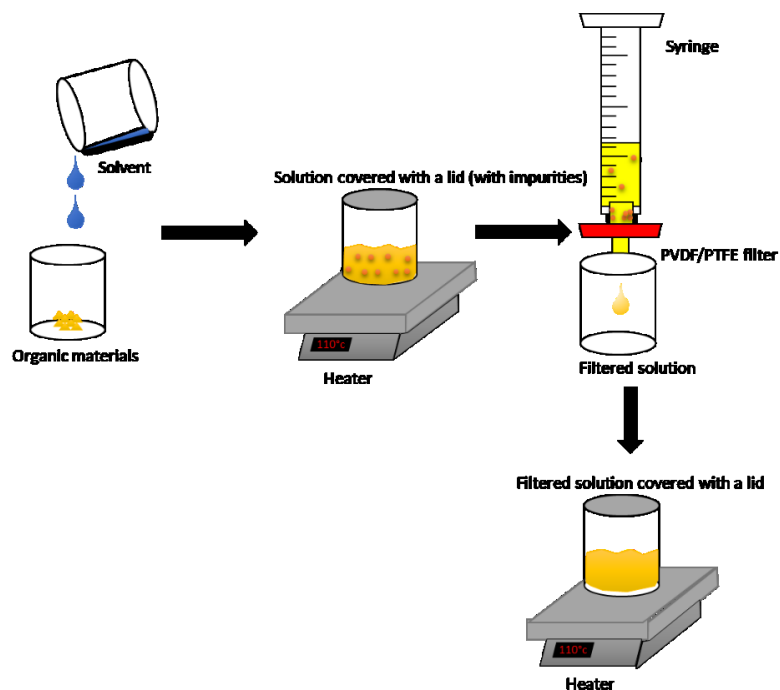 Syringe
Solvent
Solution covered with a lid (with impurities)
PVDF/PTFE filter
110°c
Organic materials
Heater
Filtered solution
Filtered solution covered with a lid
110°c
Heater